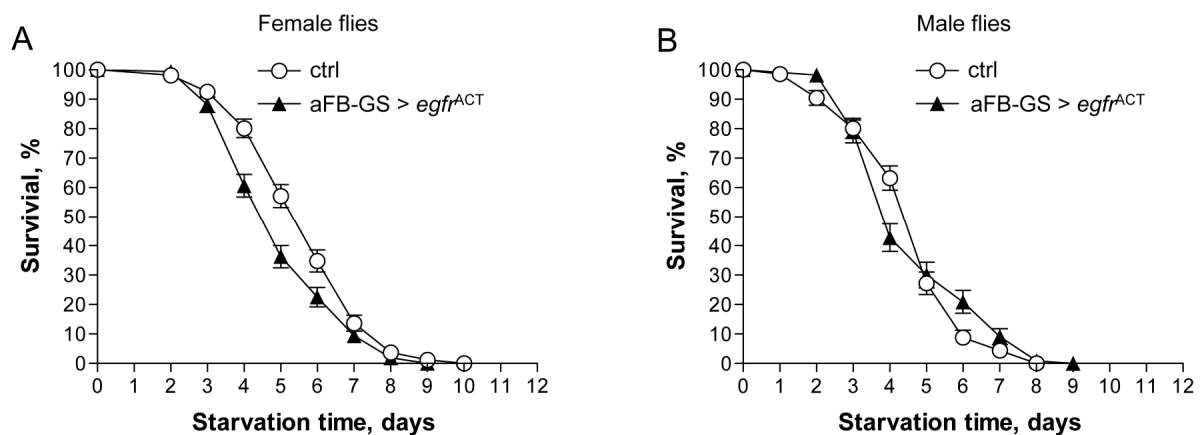 A
Female flies
ctrl
aFB-GS > egfrACT
Survivial, %
100
90
80
70
60
50
40
30
20
10
0
0 2 3 4 5 6 7 8 9 10 11 12
Starvation time, days
B
Male flies
ctrl
aFB-GS > egfrACT
Survival, %
100
90
80
70
60
50
40
30
20
10
0
0 1 2 3 4 5 6 7 8 9 10 11 12
Starvation time, days